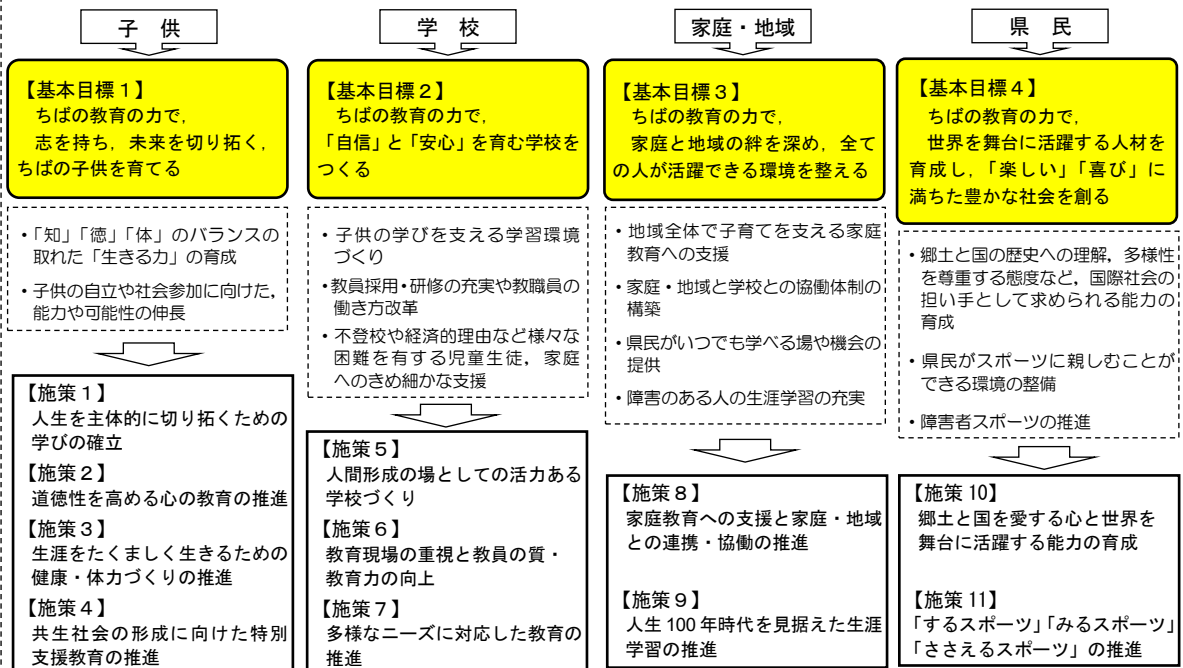 子 供
【基本目標１】
ちばの教育の力で，
志を持ち，未来を切り拓く，
ちばの子供を育てる
・「知」「徳」「体」のバランスの
取れた「生きる力」の育成
・子供の自立や社会参加に向けた，
能力や可能性の伸長
【施策１】
人生を主体的に切り拓くための
学びの確立
【施策２】
道徳性を高める心の教育の推進
【施策３】
生涯をたくましく生きるための
健康・体力づくりの推進
【施策４】
共生社会の形成に向けた特別
支援教育の推進
学 校
【基本目標２】
ちばの教育の力で，
「自信」と「安心」を育む学校を
つくる
・子供の学びを支える学習環境
づくり
・教員採用・研修の充実や教職員の
働き方改革
・不登校や経済的理由など様々な
困難を有する児童生徒，家庭
へのきめ細かな支援
【施策５】
人間形成の場としての活力ある
学校づくり
【施策６】
教育現場の重視と教員の質・
教育力の向上
【施策７】
多様なニーズに対応した教育の
推進
家庭・地域
【基本目標３】
ちばの教育の力で，
家庭と地域の絆を深め，全て
の人が活躍できる環境を整える
・地域全体で子育てを支える家庭
教育への支援
・家庭・地域と学校との協働体制の
構築
・県民がいつでも学べる場や機会の
提供
・障害のある人の生涯学習の充実
【施策８】
家庭教育への支援と家庭・地域
との連携・協働の推進
【施策９】
人生 100 年時代を見据えた生涯
学習の推進
県 民
【基本目標４】
ちばの教育の力で，
世界を舞台に活躍する人材を
育成し，「楽しい」「喜び」に
満ちた豊かな社会を創る
・郷土と国の歴史への理解，多様性
を尊重する態度など，国際社会の
担い手として求められる能力の
育成
・県民がスポーツに親しむことが
できる環境の整備
・障害者スポーツの推進
【施策 10】
郷土と国を愛する心と世界を
舞台に活躍する能力の育成
【施策 11】
「するスポーツ」「みるスポーツ」
「ささえるスポーツ」の推進